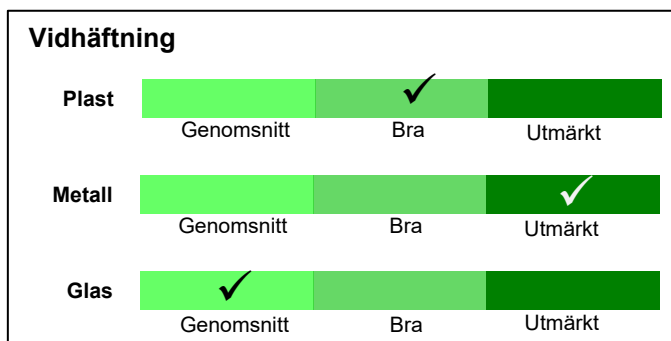 Vidhäftning
Plast
Genomsnitt Bra Utmärkt
Metall
Genomsnitt Bra Utmärkt
Glas
Genomsnitt Bra Utmärkt